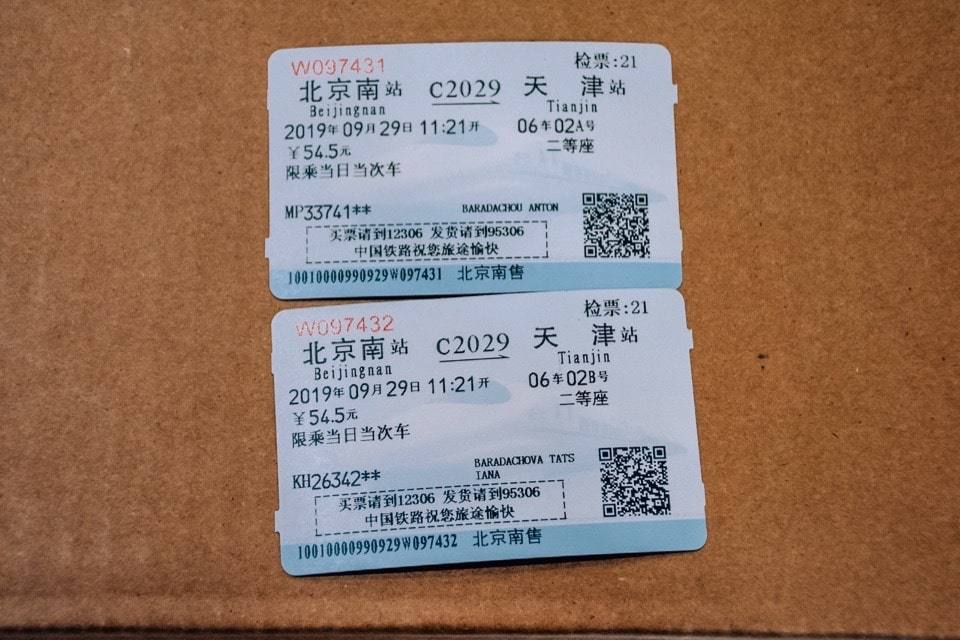 W097431 检票:21
北京南站 C2029 天津站
Beijingnan Tianjin
2019年09月29日11:21开 06车02A号
￥54.5元 二等座
限乘当日当次车
MP33741** BARADACHOU ANTON
买票请到12306 发货请到95306
中国铁路祝您旅途愉快
10010000990929W097431 北京南售
W097432 检票:21
北京南站 C2029 天津站
Beijingnan Tianjin
2019年09月29日11:21开 06车02B号
￥54.5元 二等座
限乘当日当次车
KH26342** BARADACHOVA TATS
IANA
买票请到12306 发货请到95306
中国铁路祝您旅途愉快
10010000990929W097432 北京南售